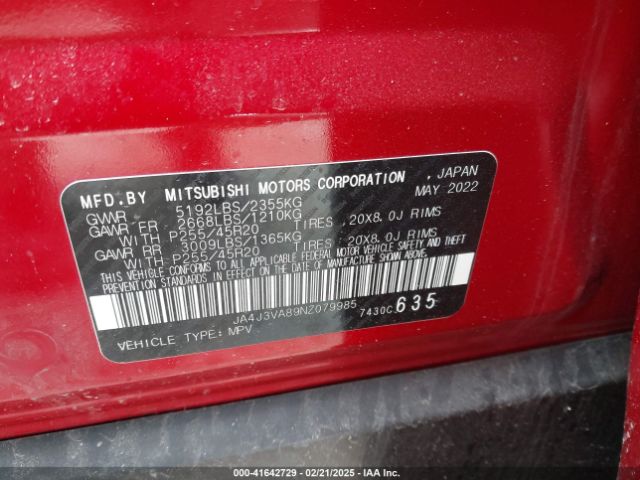 MFD.BY MITSUBISHI MOTORS CORPORATION , JAPAN
MAY 2022
GVWR 5192LBS/2355KG
GAWR FR 2668LBS/1210KG
WITH P255/45R20 TIRES, 20X8.0J RIMS
GAWR RR 3009LBS/1365KG
WITH P255/45R20 TIRES, 20X8.0J RIMS
THIS VEHICLE CONFORMS TO ALL APPLICABLE FEDERAL MOTOR VEHICLE SAFETY AND THEFT
PREVENTION STANDARDS IN EFFECT ON THE DATE OF MANUFACTURE SHOWN ABOVE.
JA4J3VA89NZ079985 7430C 635
VEHICLE TYPE: MPV
000-41642729 - 02/21/2025 - IAA Inc.